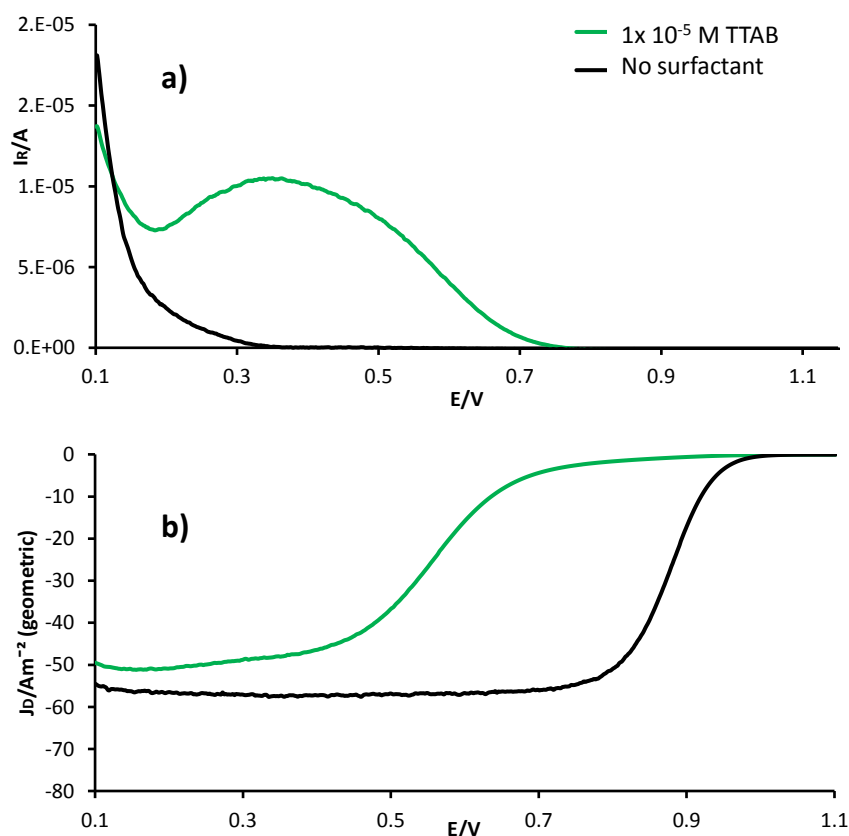 2.E-05
1x 10⁻⁵ M TTAB
No surfactant
a)
2.E-05
IR/A
1.E-05
5.E-06
0.E+00
0.1 0.3 0.5 0.7 0.9 1.1
E/V
0
-10
b)
-20
-30
JD/Am⁻² (geometric)
-40
-50
-60
-70
-80
0.1 0.3 0.5 0.7 0.9 1.1
E/V